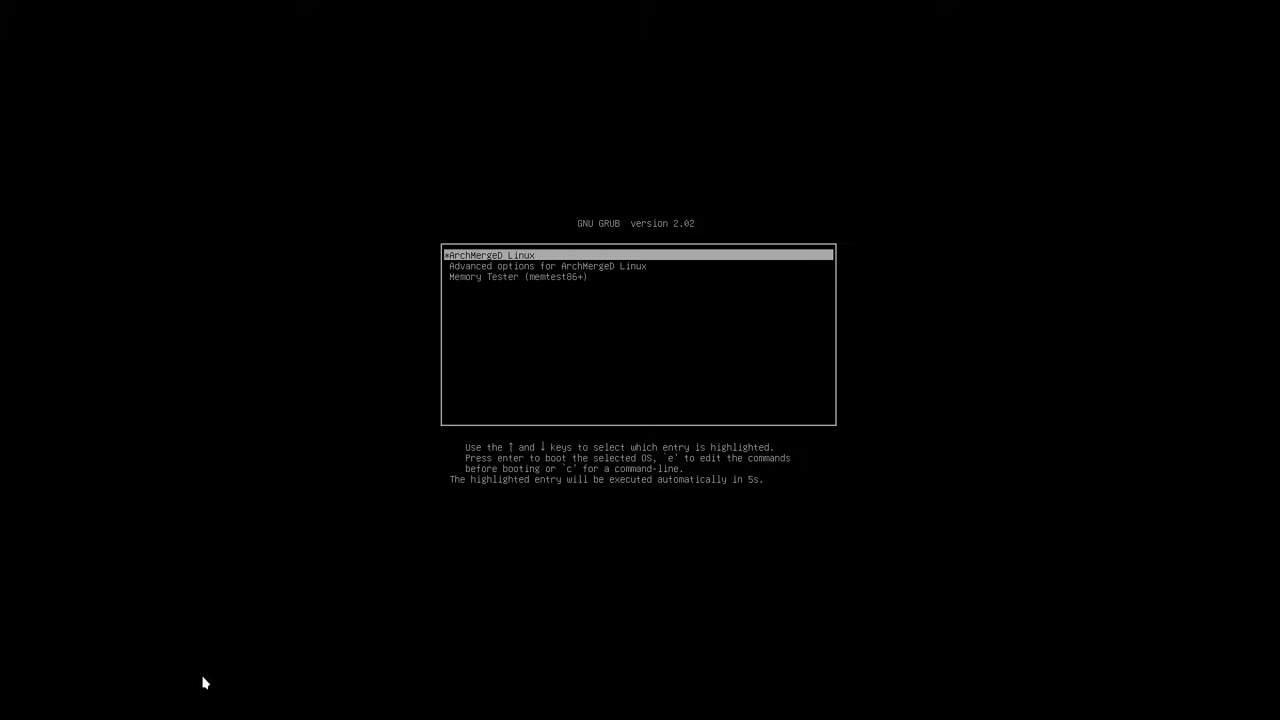 GNU GRUB  version 2.02
*ArchMergeD Linux
Advanced options for ArchMergeD Linux
Memory Tester (memtest86+)
Use the ↑ and ↓ keys to select which entry is highlighted.
Press enter to boot the selected OS, `e' to edit the commands
before booting or `c' for a command-line.
The highlighted entry will be executed automatically in 5s.